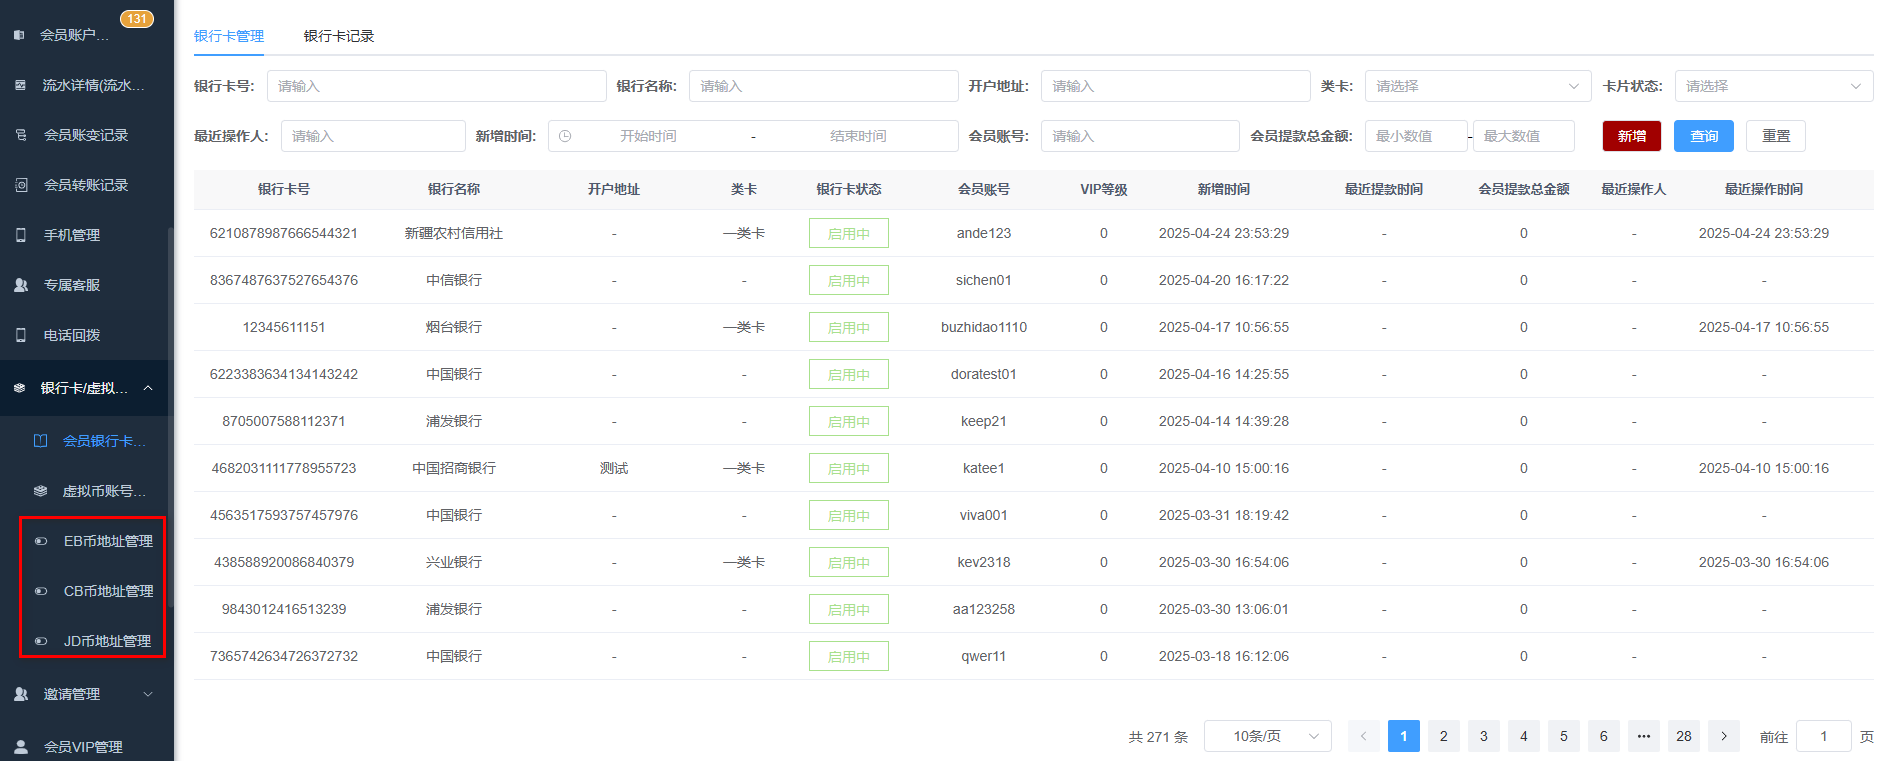 131
会员账户...
流水详情(流水...
会员账变记录
会员转账记录
手机管理
专属客服
电话回拨
银行卡/虚拟...
会员银行卡...
虚拟币账号...
EB币地址管理
CB币地址管理
JD币地址管理
邀请管理
会员VIP管理
银行卡管理 银行卡记录
银行卡号: 请输入 银行名称: 请输入 开户地址: 请输入 类卡: 请选择 卡片状态: 请选择
最近操作人: 请输入 新增时间: 开始时间 - 结束时间 会员账号: 请输入 会员提款总金额: 最小数值 - 最大数值 新增 查询 重置
银行卡号 银行名称 开户地址 类卡 银行卡状态 会员账号 VIP等级 新增时间 最近提款时间 会员提款总金额 最近操作人 最近操作时间
6210878987666544321 新疆农村信用社 - 一类卡 启用中 ande123 0 2025-04-24 23:53:29 - 0 - 2025-04-24 23:53:29
8367487637527654376 中信银行 - - 启用中 sichen01 0 2025-04-20 16:17:22 - 0 - -
12345611151 烟台银行 - 一类卡 启用中 buzhidao1110 0 2025-04-17 10:56:55 - 0 - 2025-04-17 10:56:55
6223383634134143242 中国银行 - - 启用中 doratest01 0 2025-04-16 14:25:55 - 0 - -
8705007588112371 浦发银行 - - 启用中 keep21 0 2025-04-14 14:39:28 - 0 - -
4682031111778955723 中国招商银行 测试 一类卡 启用中 katee1 0 2025-04-10 15:00:16 - 0 - 2025-04-10 15:00:16
4563517593757457976 中国银行 - - 启用中 viva001 0 2025-03-31 18:19:42 - 0 - -
438588920086840379 兴业银行 - 一类卡 启用中 kev2318 0 2025-03-30 16:54:06 - 0 - 2025-03-30 16:54:06
9843012416513239 浦发银行 - - 启用中 aa123258 0 2025-03-30 13:06:01 - 0 - -
7365742634726372732 中国银行 - - 启用中 qwer11 0 2025-03-18 16:12:06 - 0 - -
共 271 条 10条/页 < 1 2 3 4 5 6 ... 28 > 前往 1 页